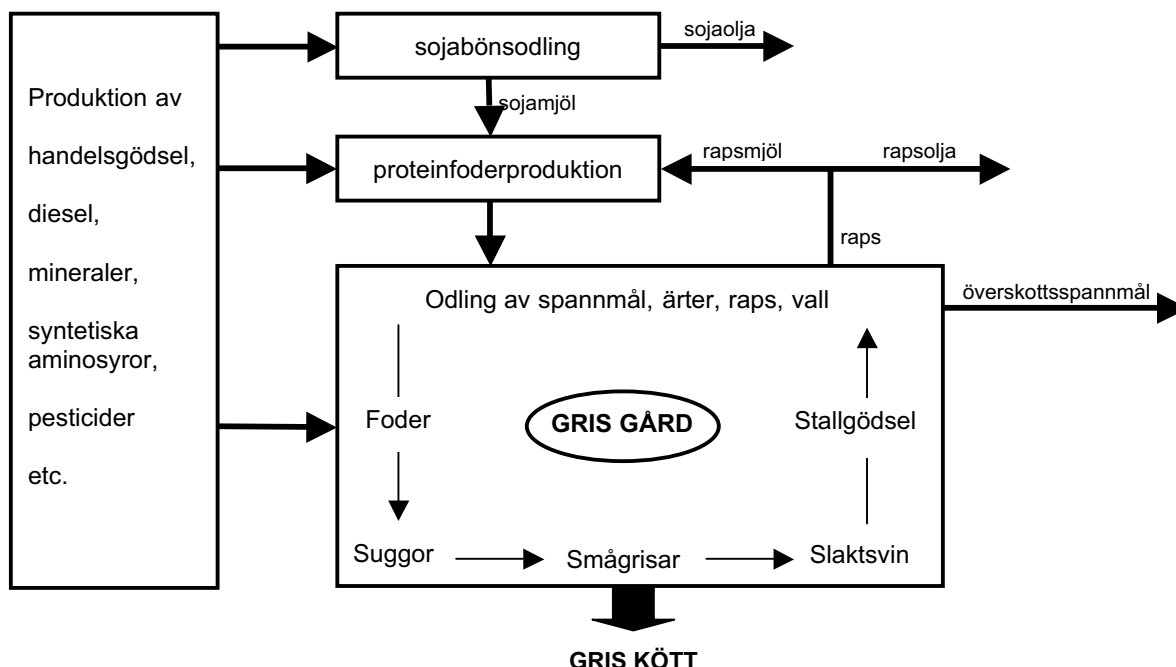 Produktion av
handelsgödsel,
diesel,
mineraler,
syntetiska
aminosyror,
pesticider
etc.
sojabönsodling
sojaolja
sojamjöl
proteinfoderproduktion
rapsmjöl
rapsolja
raps
Odling av spannmål, ärter, raps, vall
överskottsspannmål
Foder
GRIS GÅRD
Stallgödsel
Suggor
Smågrisar
Slaktsvin
GRIS KÖTT